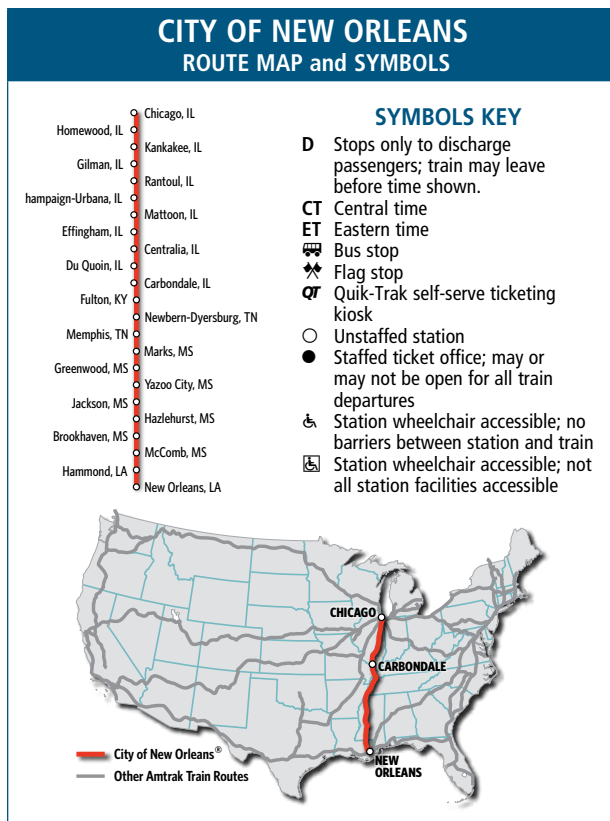 CITY OF NEW ORLEANS
ROUTE MAP and SYMBOLS
Chicago, IL
Homewood, IL
Kankakee, IL
Gilman, IL
Rantoul, IL
hampaign-Urbana, IL
Mattoon, IL
Effingham, IL
Centralia, IL
Du Quoin, IL
Carbondale, IL
Fulton, KY
Newbern-Dyersburg, TN
Memphis, TN
Marks, MS
Greenwood, MS
Yazoo City, MS
Jackson, MS
Hazlehurst, MS
Brookhaven, MS
McComb, MS
Hammond, LA
New Orleans, LA
SYMBOLS KEY
D Stops only to discharge
passengers; train may leave
before time shown.
CT Central time
ET Eastern time
Bus stop
Flag stop
QT Quik-Trak self-serve ticketing
kiosk
Unstaffed station
Staffed ticket office; may or
may not be open for all train
departures
Station wheelchair accessible; no
barriers between station and train
Station wheelchair accessible; not
all station facilities accessible
CHICAGO
CARBONDALE
NEW
ORLEANS
City of New Orleans®
Other Amtrak Train Routes